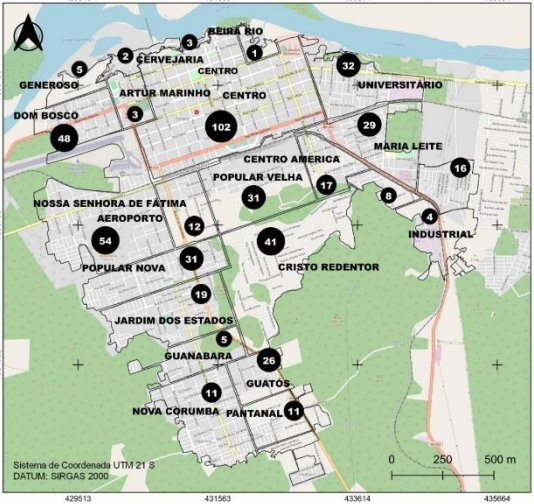 3
BEIRA RIO
2
CERVEJARIA
1
5
CENTRO
32
GENEROSO
UNIVERSITÁRIO
ARTUR MARINHO
CENTRO
DOM BOSCO
3
48
102
29
MARIA LEITE
CENTRO AMERICA
16
POPULAR VELHA
17
NOSSA SENHORA DE FÁTIMA
31
8
AEROPORTO
12
4
INDUSTRIAL
54
41
POPULAR NOVA
31
CRISTO REDENTOR
19
JARDIM DOS ESTADOS
5
GUANABARA
26
GUATÓS
11
NOVA CORUMBA
PANTANAL
11
Sistema de Coordenada UTM 21 S
DATUM: SIRGAS 2000
0 250 500 m
429513 431563 433614 435664